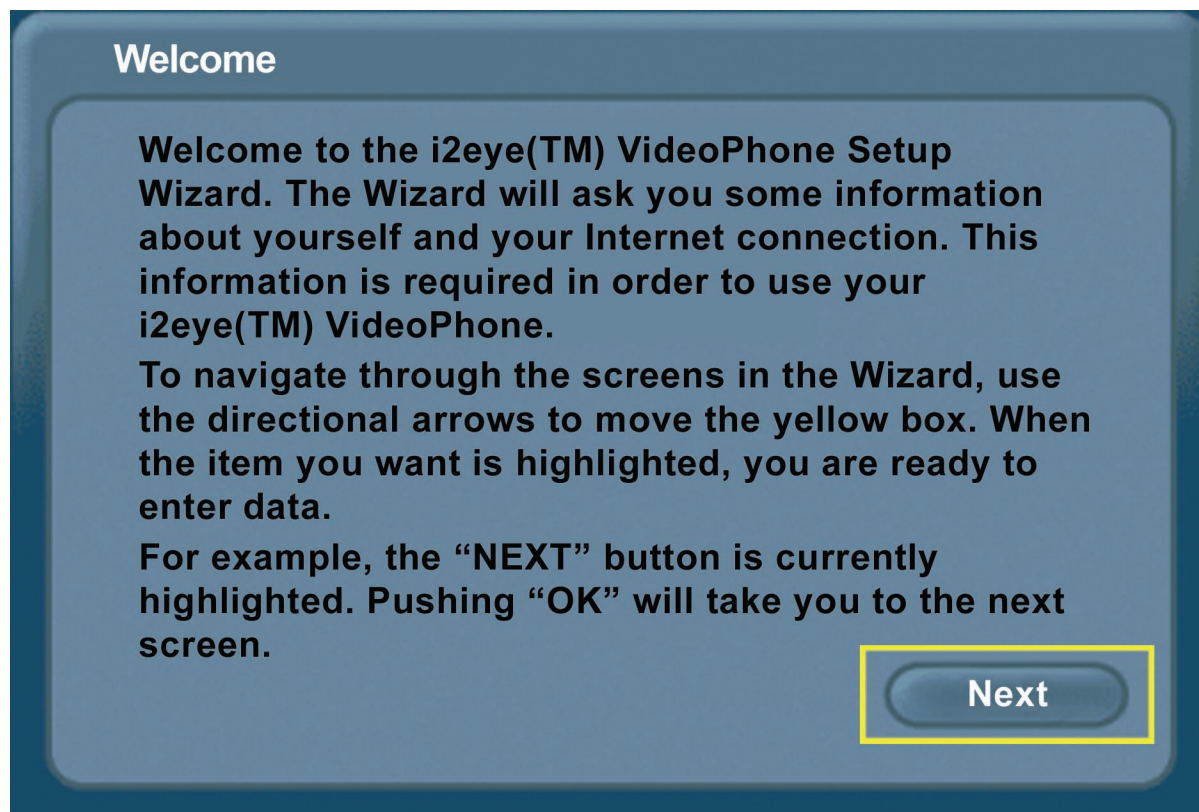 Welcome
Welcome to the i2eye(TM) VideoPhone Setup
Wizard. The Wizard will ask you some information
about yourself and your Internet connection. This
information is required in order to use your
i2eye(TM) VideoPhone.
To navigate through the screens in the Wizard, use
the directional arrows to move the yellow box. When
the item you want is highlighted, you are ready to
enter data.
For example, the “NEXT” button is currently
highlighted. Pushing “OK” will take you to the next
screen.
Next